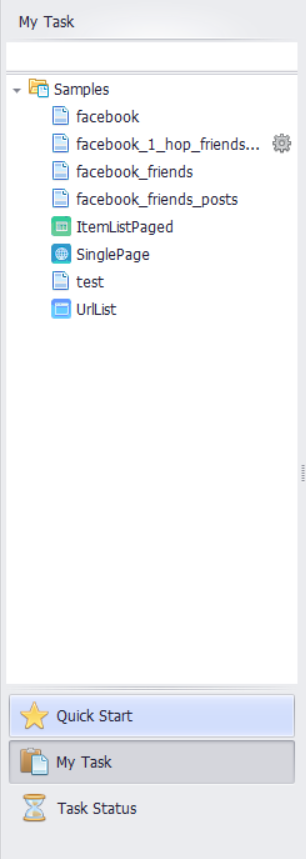 My Task
Samples
facebook
facebook_1_hop_friends...
facebook_friends
facebook_friends_posts
ItemListPaged
SinglePage
test
UrlList
Quick Start
My Task
Task Status